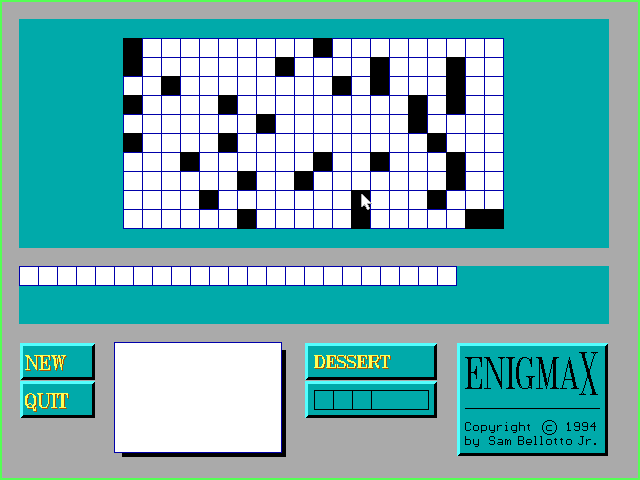 NEW
QUIT
DESSERT
ENIGMAX
Copyright © 1994
by Sam Bellotto Jr.